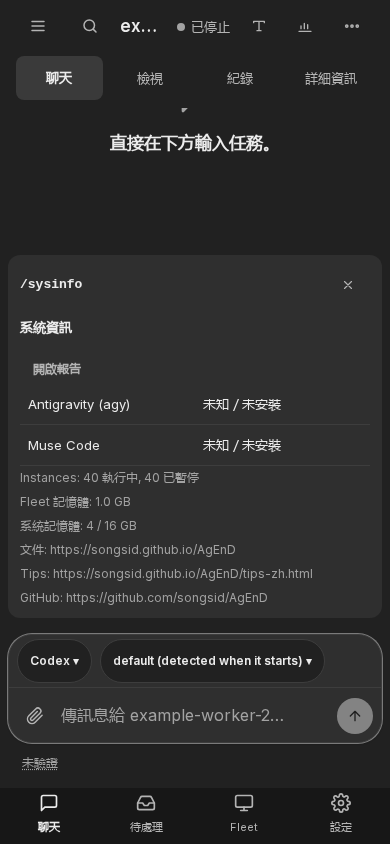 ex…
已停止
聊天
檢視
紀錄
詳細資訊
直接在下方輸入任務。
/sysinfo
系統資訊
開啟報告
Antigravity (agy) 未知 / 未安裝
Muse Code 未知 / 未安裝
Instances: 40 執行中, 40 已暫停
Fleet 記憶體: 1.0 GB
系統記憶體: 4 / 16 GB
文件: https://songsid.github.io/AgEnD
Tips: https://songsid.github.io/AgEnD/tips-zh.html
GitHub: https://github.com/songsid/AgEnD
Codex ▾
default (detected when it starts) ▾
傳訊息給 example-worker-2…
未驗證
聊天
待處理
Fleet
設定